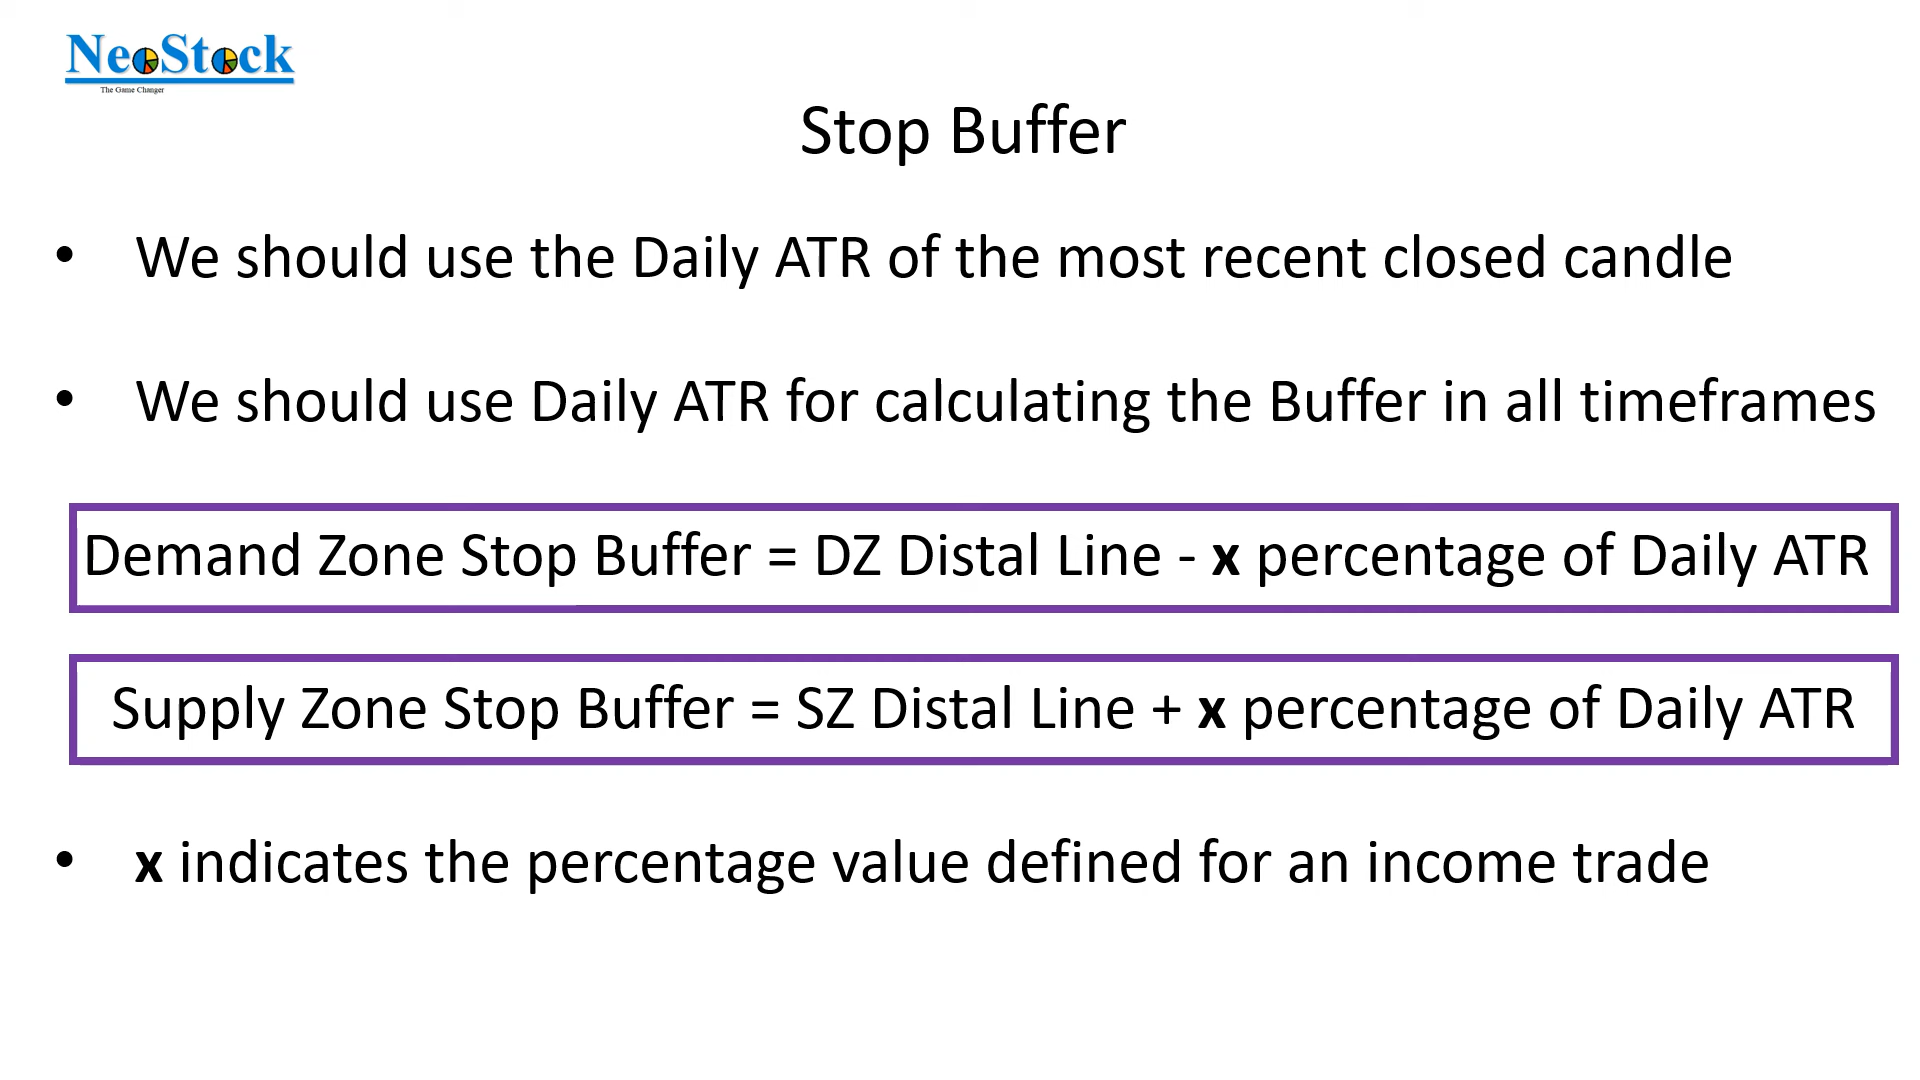 NeoStock
The Game Changer
Stop Buffer
• We should use the Daily ATR of the most recent closed candle
• We should use Daily ATR for calculating the Buffer in all timeframes
Demand Zone Stop Buffer = DZ Distal Line - x percentage of Daily ATR
Supply Zone Stop Buffer = SZ Distal Line + x percentage of Daily ATR
• x indicates the percentage value defined for an income trade